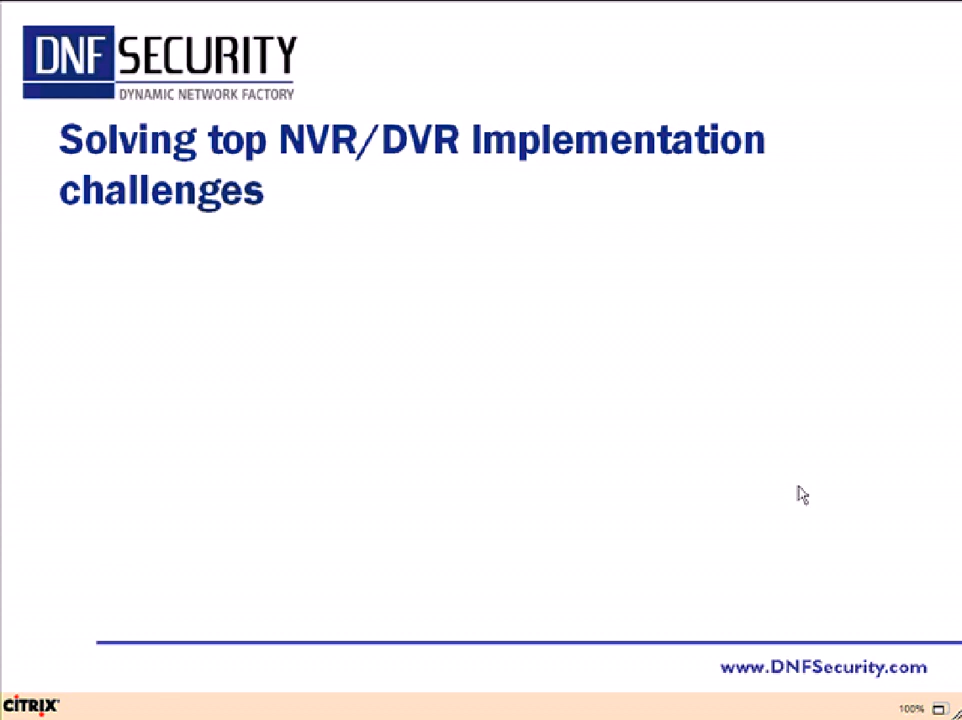 DNF SECURITY
DYNAMIC NETWORK FACTORY
Solving top NVR/DVR Implementation
challenges
www.DNFSecurity.com
CITRIX
100%